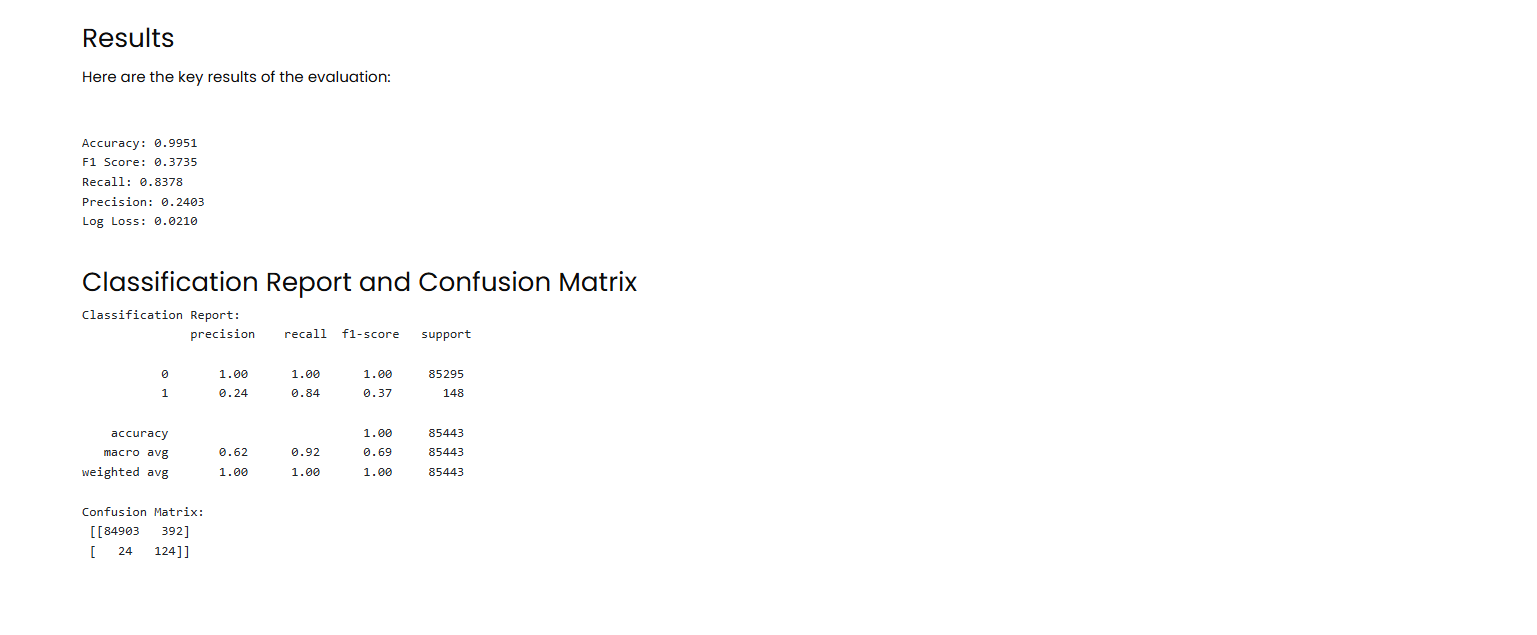 Results
Here are the key results of the evaluation:
Accuracy: 0.9951
F1 Score: 0.3735
Recall: 0.8378
Precision: 0.2403
Log Loss: 0.0210
Classification Report and Confusion Matrix
Classification Report:
precision recall f1-score support
0 1.00 1.00 1.00 85295
1 0.24 0.84 0.37 148
accuracy 1.00 85443
macro avg 0.62 0.92 0.69 85443
weighted avg 1.00 1.00 1.00 85443
Confusion Matrix:
[[84903 392]
[ 24 124]]